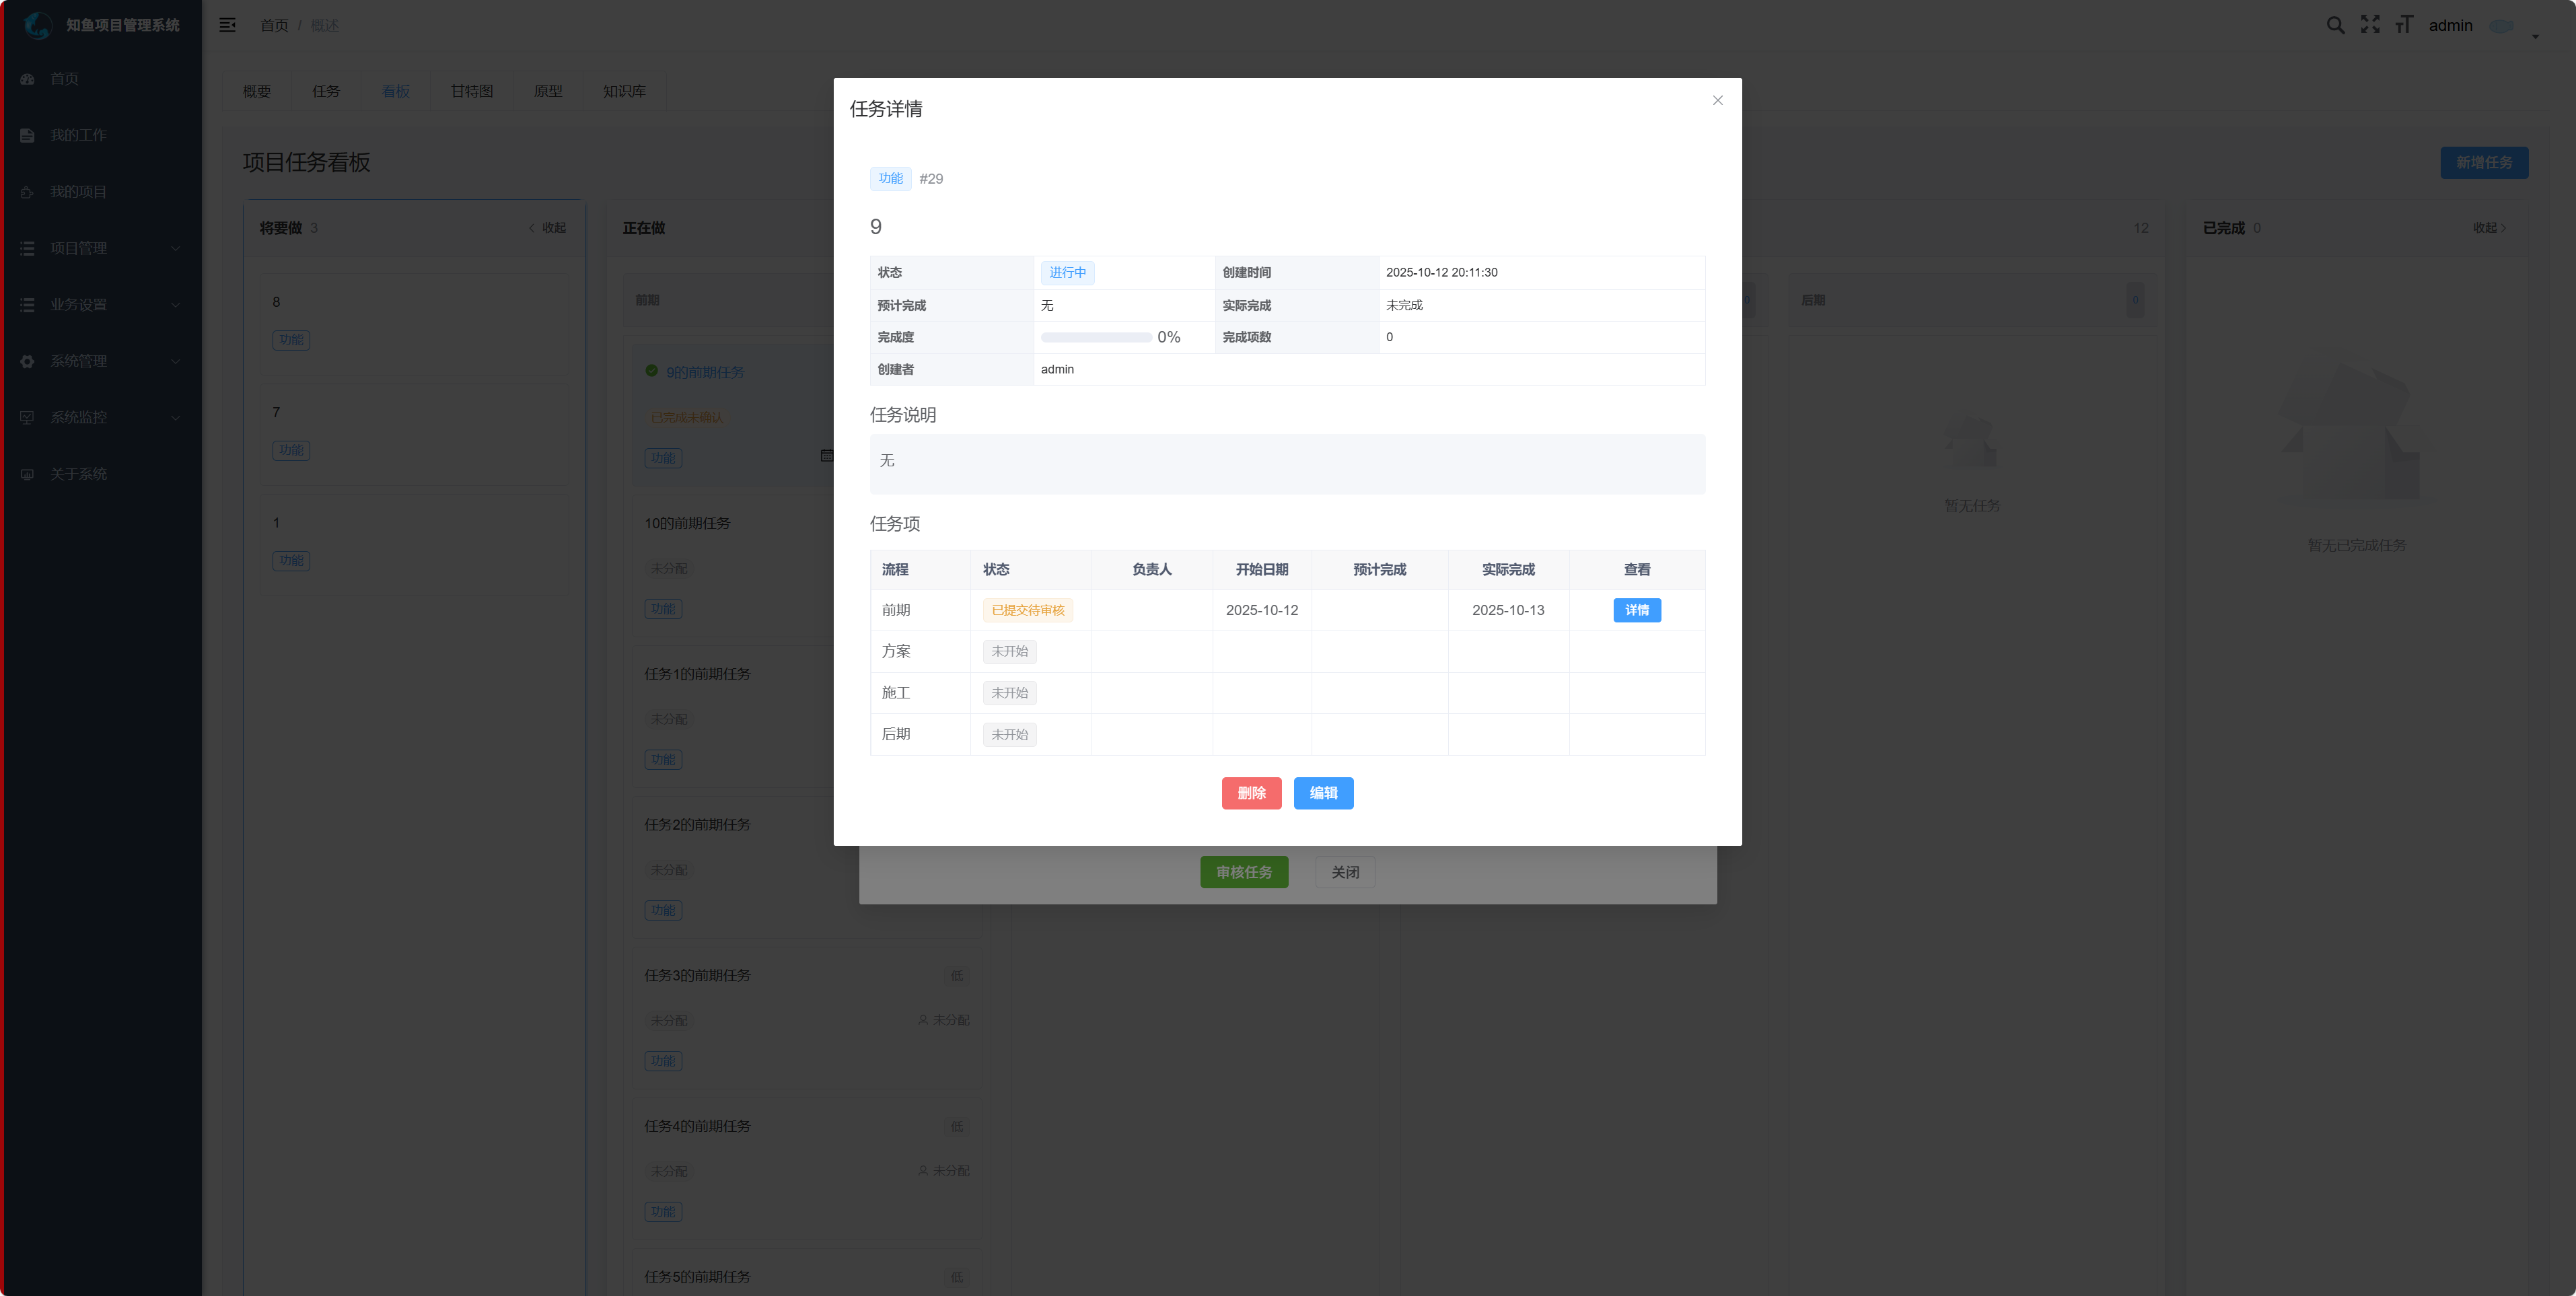 知鱼项目管理系统
首页 / 概述
admin
首页
我的工作
我的项目
项目管理
业务设置
系统管理
系统监控
关于系统
概要 任务 看板 甘特图 原型 知识库
项目任务看板
新增任务
将要做 3 收起
8
功能
7
功能
1
功能
正在做
12
前期
9的前期任务
已完成未确认
功能
10的前期任务
未分配
功能
任务1的前期任务
未分配
功能
任务2的前期任务
未分配
功能
任务3的前期任务 低
未分配 未分配
功能
任务4的前期任务 低
未分配 未分配
功能
任务5的前期任务 低
0
后期 0
暂无任务
已完成 0 收起
暂无已完成任务
任务详情
功能 #29
9
状态 进行中 创建时间 2025-10-12 20:11:30
预计完成 无 实际完成 未完成
完成度 0% 完成项数 0
创建者 admin
任务说明
无
任务项
流程 状态 负责人 开始日期 预计完成 实际完成 查看
前期 已提交待审核 2025-10-12 2025-10-13 详情
方案 未开始
施工 未开始
后期 未开始
删除 编辑
审核任务 关闭